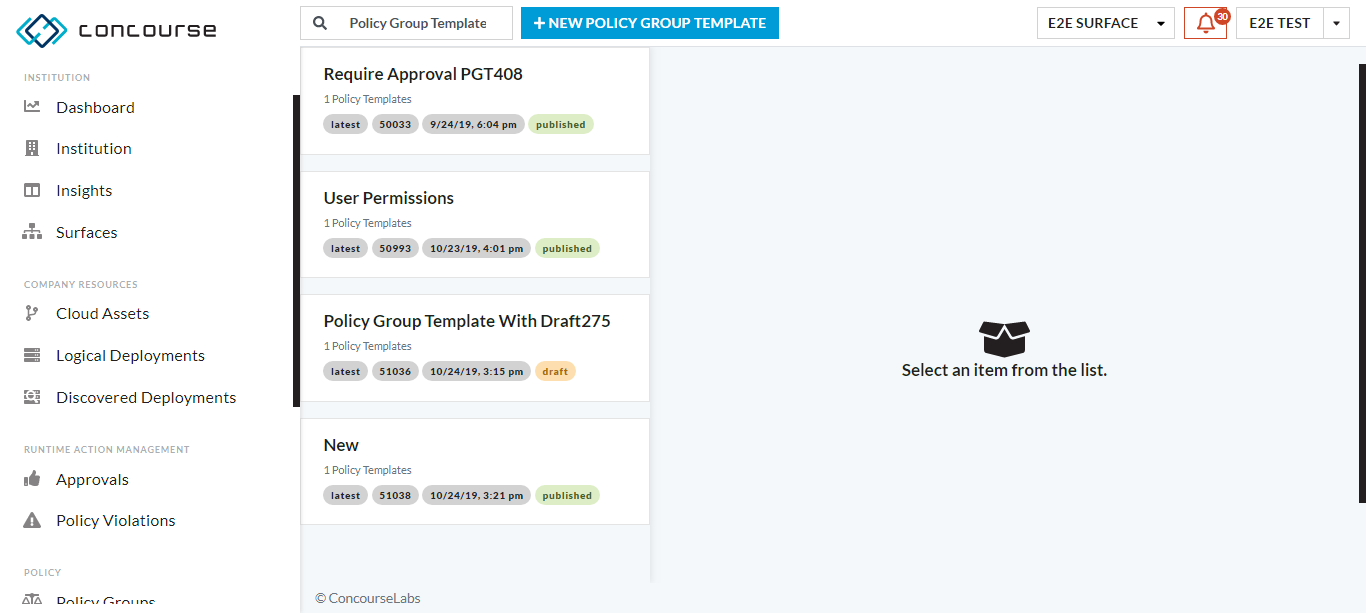 concourse
Policy Group Template
NEW POLICY GROUP TEMPLATE
E2E SURFACE
30
E2E TEST
INSTITUTION
Dashboard
Institution
Insights
Surfaces
COMPANY RESOURCES
Cloud Assets
Logical Deployments
Discovered Deployments
RUNTIME ACTION MANAGEMENT
Approvals
Policy Violations
POLICY
Policy Groups
Require Approval PGT408
1 Policy Templates
latest 50033 9/24/19, 6:04 pm published
User Permissions
1 Policy Templates
latest 50993 10/23/19, 4:01 pm published
Policy Group Template With Draft275
1 Policy Templates
latest 51036 10/24/19, 3:15 pm draft
New
1 Policy Templates
latest 51038 10/24/19, 3:21 pm published
Select an item from the list.
© ConcourseLabs